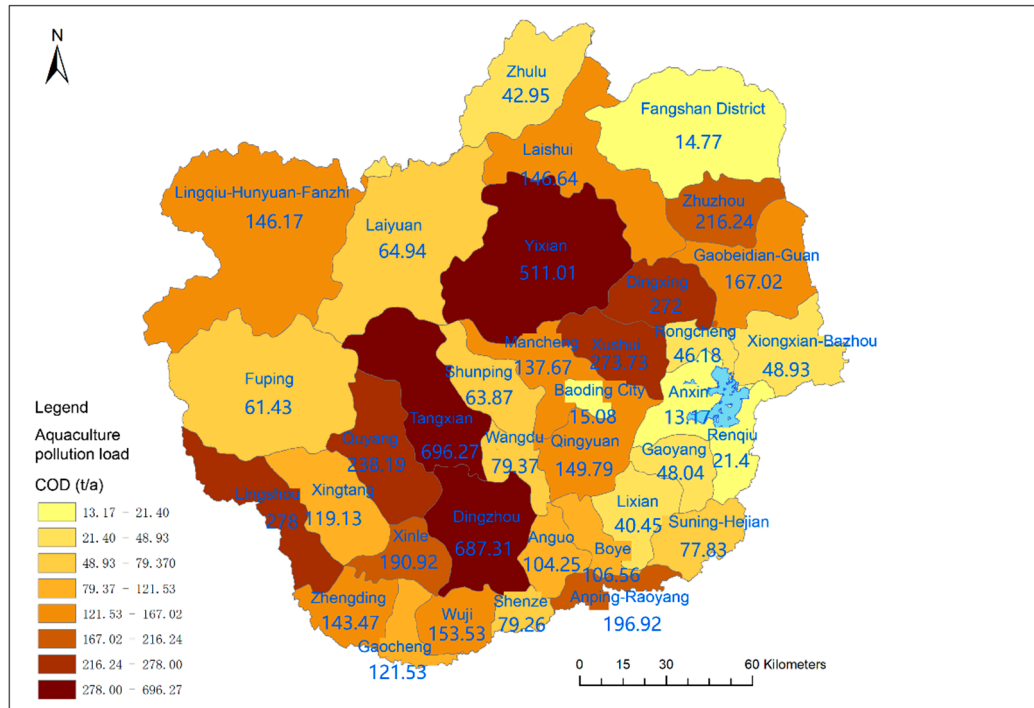 N
Zhulu
42.95
Fangshan District
14.77
Laishui
146.64
Lingqiu-Hunyuan-Fanzhi
146.17
Zhuzhou
216.24
Laiyuan
64.94
Yixian
511.01
Gaobeidian-Guan
167.02
Dingxing
272
Rongcheng
46.18
Xiongxian-Bazhou
48.93
Mancheng
137.67
Xushui
273.73
Shunping
63.87
Fuping
61.43
Baoding City
15.08
Anxin
13.17
Tangxian
696.27
Wangdu
79.37
Qingyuan
149.79
Renqiu
21.4
Gaoyang
48.04
Quyang
238.19
Xingtang
119.13
Lingshou
278
Lixian
40.45
Suning-Hejian
77.83
Dingzhou
687.31
Xinle
190.92
Anguo
104.25
Boye
106.56
Anping-Raoyang
196.92
Zhengding
143.47
Wuji
153.53
Shenze
79.26
Gaocheng
121.53
Legend
Aquaculture
pollution load
COD (t/a)
13.17 - 21.40
21.40 - 48.93
48.93 - 79.370
79.37 - 121.53
121.53 - 167.02
167.02 - 216.24
216.24 - 278.00
278.00 - 696.27
0 15 30 60 Kilometers